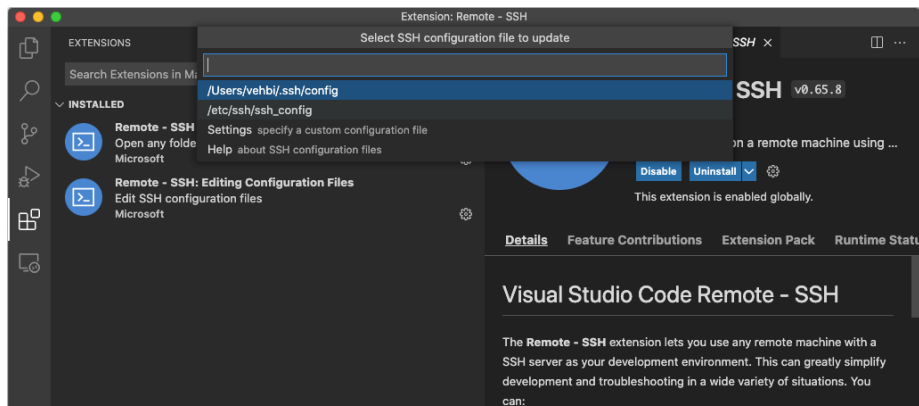 Extension: Remote - SSH
EXTENSIONS
Search Extensions in Ma
INSTALLED
Remote - SSH
Open any folde
Microsoft
Remote - SSH: Editing Configuration Files
Edit SSH configuration files
Microsoft
Select SSH configuration file to update
/Users/vehbi/.ssh/config
/etc/ssh/ssh_config
Settings specify a custom configuration file
Help about SSH configuration files
SSH
SSH v0.65.8
on a remote machine using ...
Disable Uninstall
This extension is enabled globally.
Details Feature Contributions Extension Pack Runtime Statu
Visual Studio Code Remote - SSH
The Remote - SSH extension lets you use any remote machine with a
SSH server as your development environment. This can greatly simplify
development and troubleshooting in a wide variety of situations. You
can: